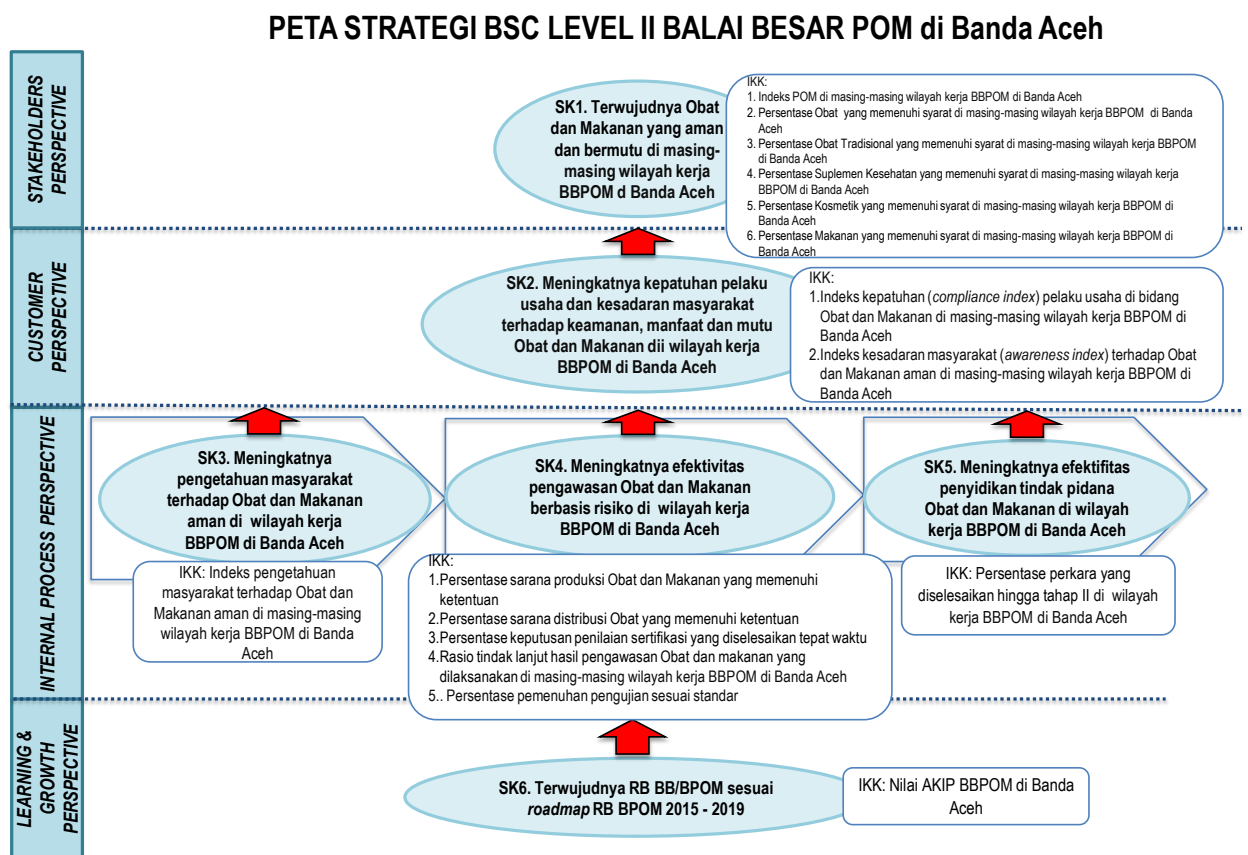 PETA STRATEGI BSC LEVEL II BALAI BESAR POM di Banda Aceh
STAKEHOLDERS
PERSPECTIVE
SK1. Terwujudnya Obat
dan Makanan yang aman
dan bermutu di masing-
masing wilayah kerja
BBPOM d Banda Aceh
IKK:
1. Indeks POM di masing-masing wilayah kerja BBPOM di Banda Aceh
2. Persentase Obat yang memenuhi syarat di masing-masing wilayah kerja BBPOM di Banda
Aceh
3. Persentase Obat Tradisional yang memenuhi syarat di masing-masing wilayah kerja BBPOM
di Banda Aceh
4. Persentase Suplemen Kesehatan yang memenuhi syarat di masing-masing wilayah kerja
BBPOM di Banda Aceh
5. Persentase Kosmetik yang memenuhi syarat di masing-masing wilayah kerja BBPOM di
Banda Aceh
6. Persentase Makanan yang memenuhi syarat di masing-masing wilayah kerja BBPOM di
Banda Aceh
CUSTOMER
PERSPECTIVE
SK2. Meningkatnya kepatuhan pelaku
usaha dan kesadaran masyarakat
terhadap keamanan, manfaat dan mutu
Obat dan Makanan dii wilayah kerja
BBPOM di Banda Aceh
IKK:
1.Indeks kepatuhan (compliance index) pelaku usaha di bidang
Obat dan Makanan di masing-masing wilayah kerja BBPOM di
Banda Aceh
2.Indeks kesadaran masyarakat (awareness index) terhadap Obat
dan Makanan aman di masing-masing wilayah kerja BBPOM di
Banda Aceh
INTERNAL PROCESS PERSPECTIVE
SK3. Meningkatnya
pengetahuan masyarakat
terhadap Obat dan Makanan
aman di wilayah kerja
BBPOM di Banda Aceh
IKK: Indeks pengetahuan
masyarakat terhadap Obat dan
Makanan aman di masing-masing
wilayah kerja BBPOM di Banda
Aceh
SK4. Meningkatnya efektivitas
pengawasan Obat dan Makanan
berbasis risiko di wilayah kerja
BBPOM di Banda Aceh
IKK:
1.Persentase sarana produksi Obat dan Makanan yang memenuhi
ketentuan
2.Persentase sarana distribusi Obat yang memenuhi ketentuan
3.Persentase keputusan penilaian sertifikasi yang diselesaikan tepat waktu
4.Rasio tindak lanjut hasil pengawasan Obat dan makanan yang
dilaksanakan di masing-masing wilayah kerja BBPOM di Banda Aceh
5.. Persentase pemenuhan pengujian sesuai standar
SK5. Meningkatnya efektifitas
penyidikan tindak pidana
Obat dan Makanan di wilayah
kerja BBPOM di Banda Aceh
IKK: Persentase perkara yang
diselesaikan hingga tahap II di wilayah
kerja BBPOM di Banda Aceh
LEARNING &
GROWTH
PERSPECTIVE
SK6. Terwujudnya RB BB/BPOM sesuai
roadmap RB BPOM 2015 - 2019
IKK: Nilai AKIP BBPOM di Banda
Aceh